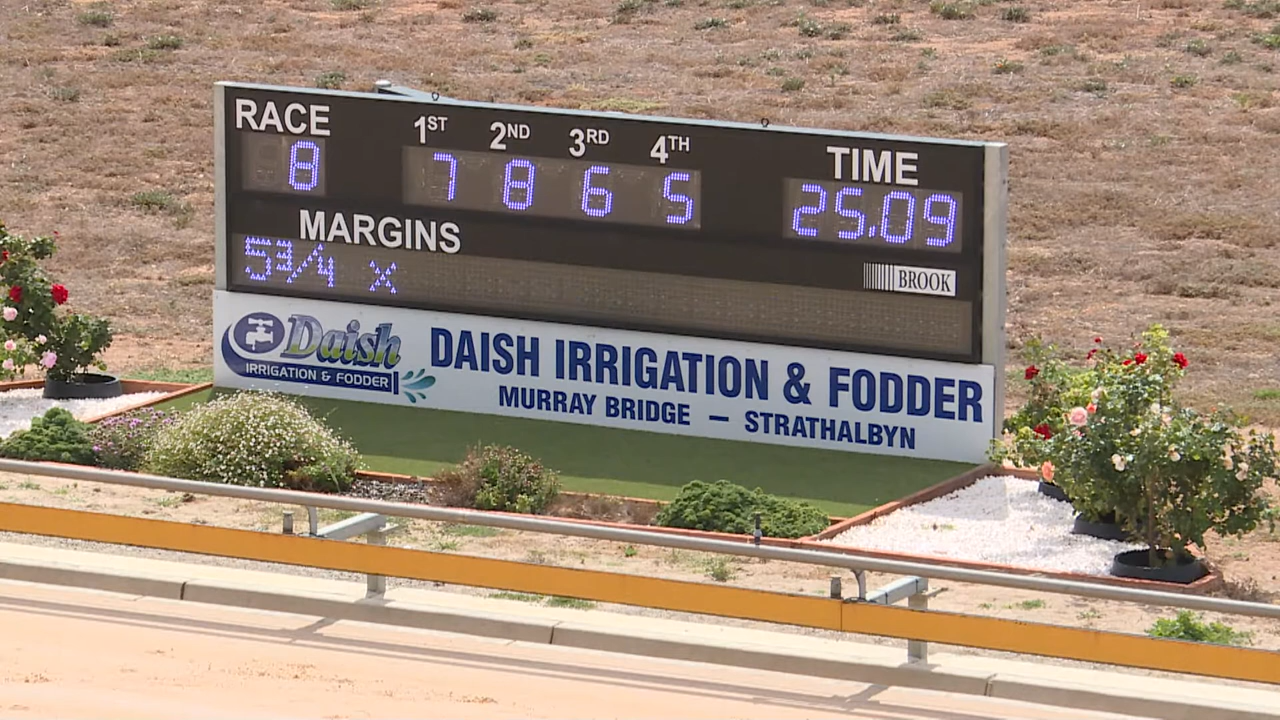 RACE 1ST 2ND 3RD 4TH TIME
8 7 8 6 5 25.09
MARGINS
5 3/4 x
BROOK
Daish
IRRIGATION & FODDER
DAISH IRRIGATION & FODDER
MURRAY BRIDGE – STRATHALBYN